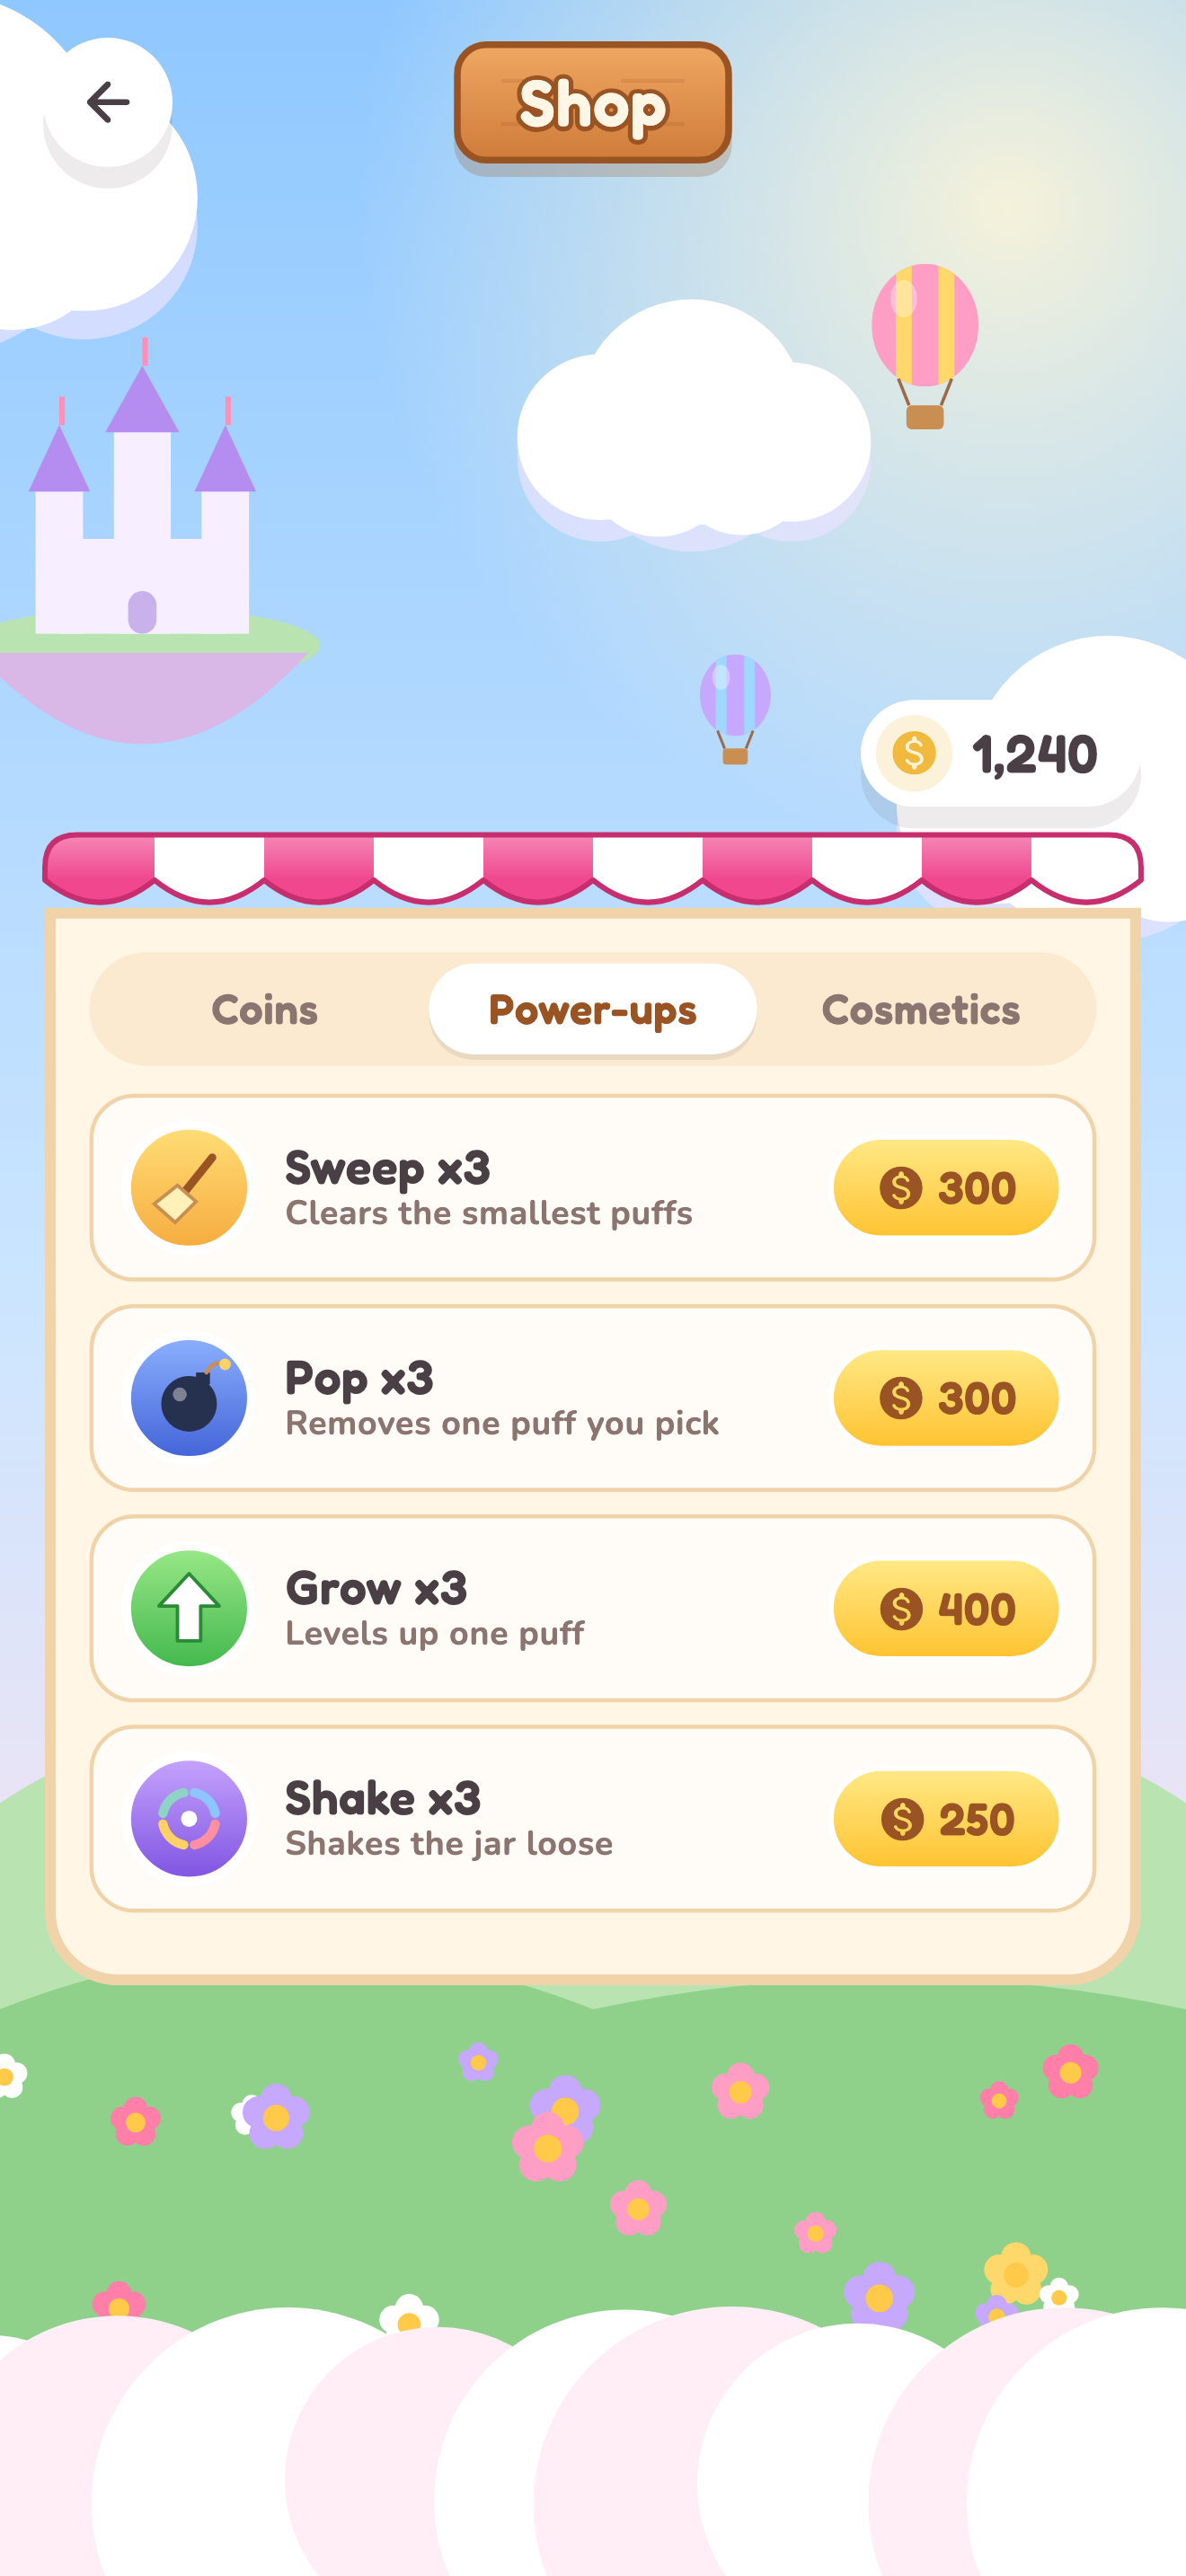 Shop
1,240
Coins
Power-ups
Cosmetics
Sweep x3
Clears the smallest puffs
$ 300
Pop x3
Removes one puff you pick
$ 300
Grow x3
Levels up one puff
$ 400
Shake x3
Shakes the jar loose
$ 250